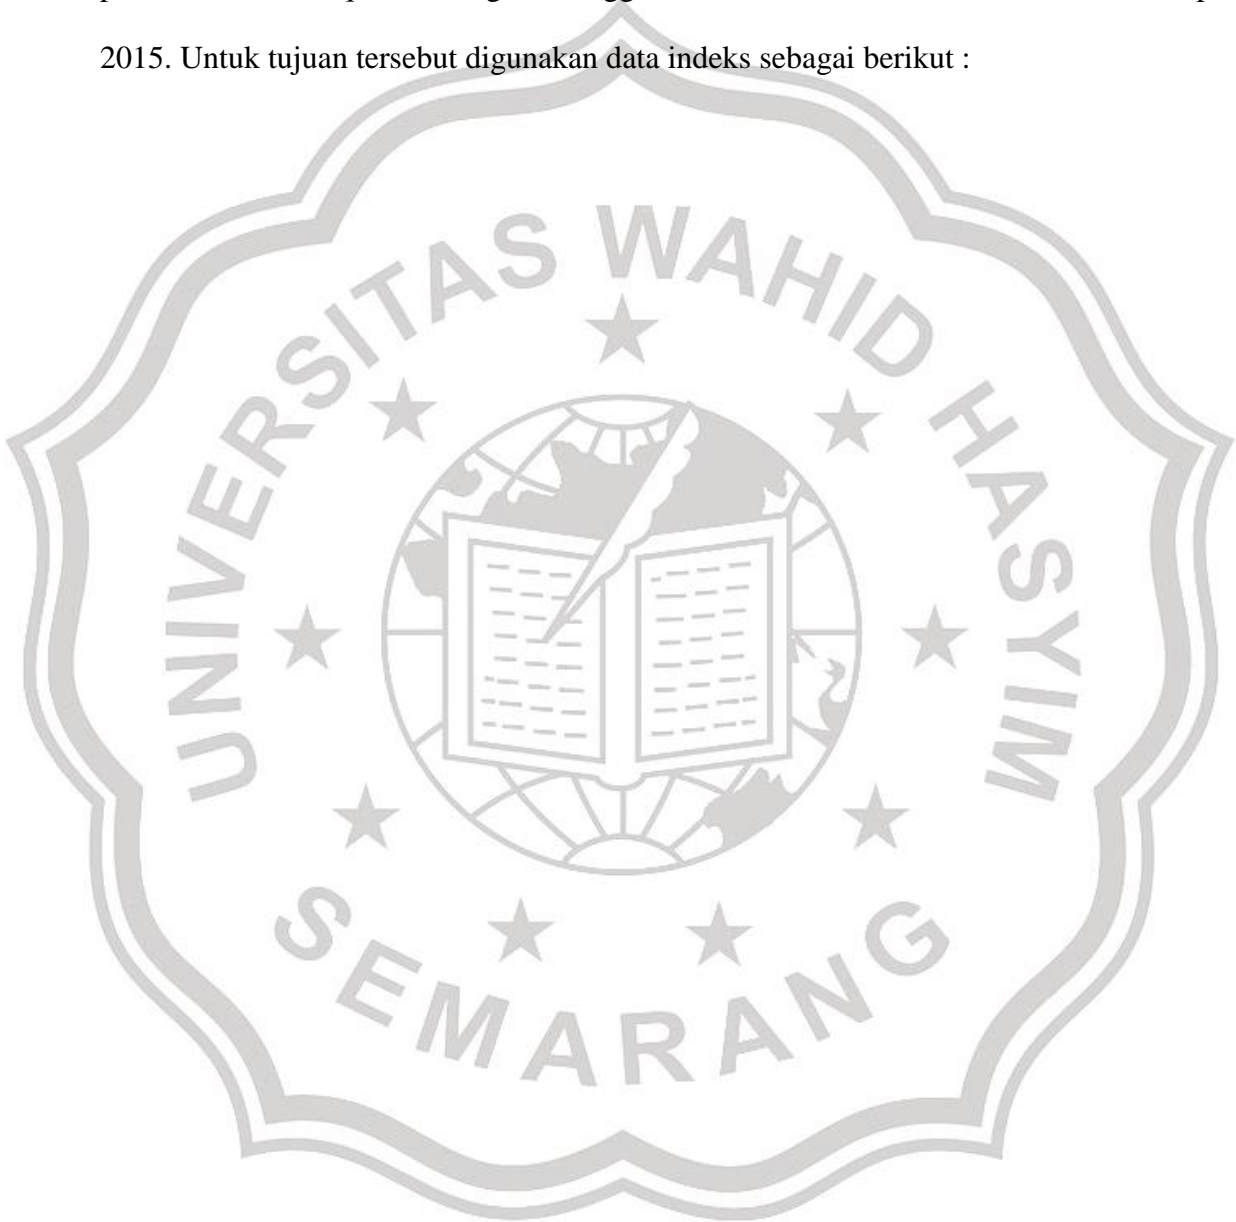 2015. Untuk tujuan tersebut digunakan data indeks sebagai berikut :
UNIVERSITAS WAHID HASYIM
SEMARANG